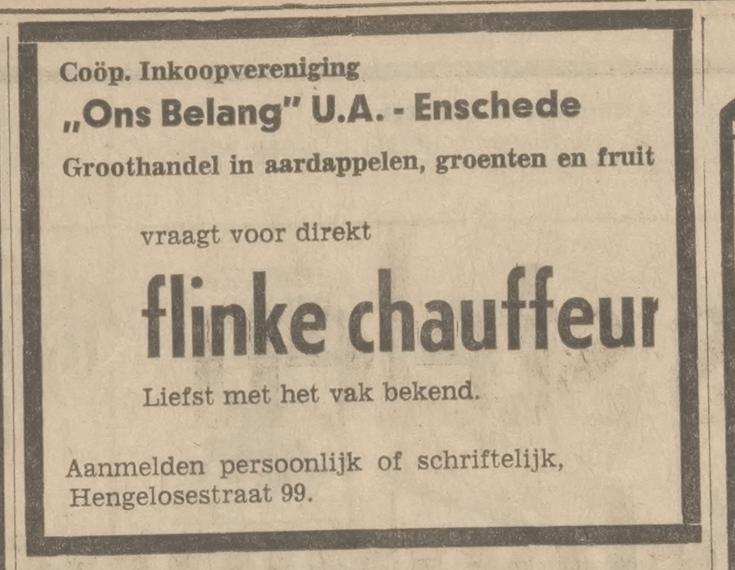 Coöp. Inkoopvereniging
„Ons Belang” U.A. - Enschede
Groothandel in aardappelen, groenten en fruit
vraagt voor direkt
flinke chauffeur
Liefst met het vak bekend.
Aanmelden persoonlijk of schriftelijk,
Hengelosestraat 99.